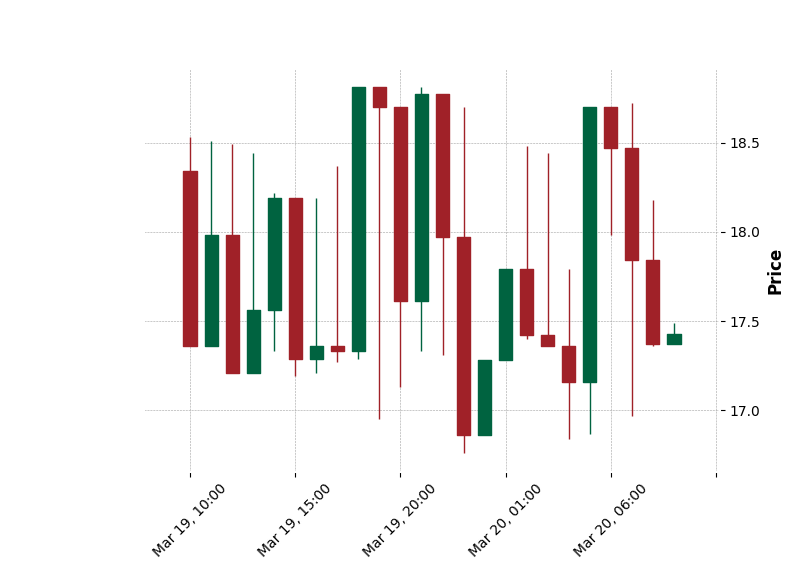 18.5
18.0
17.5
17.0
Price
Mar 19, 10:00
Mar 19, 15:00
Mar 19, 20:00
Mar 20, 01:00
Mar 20, 06:00